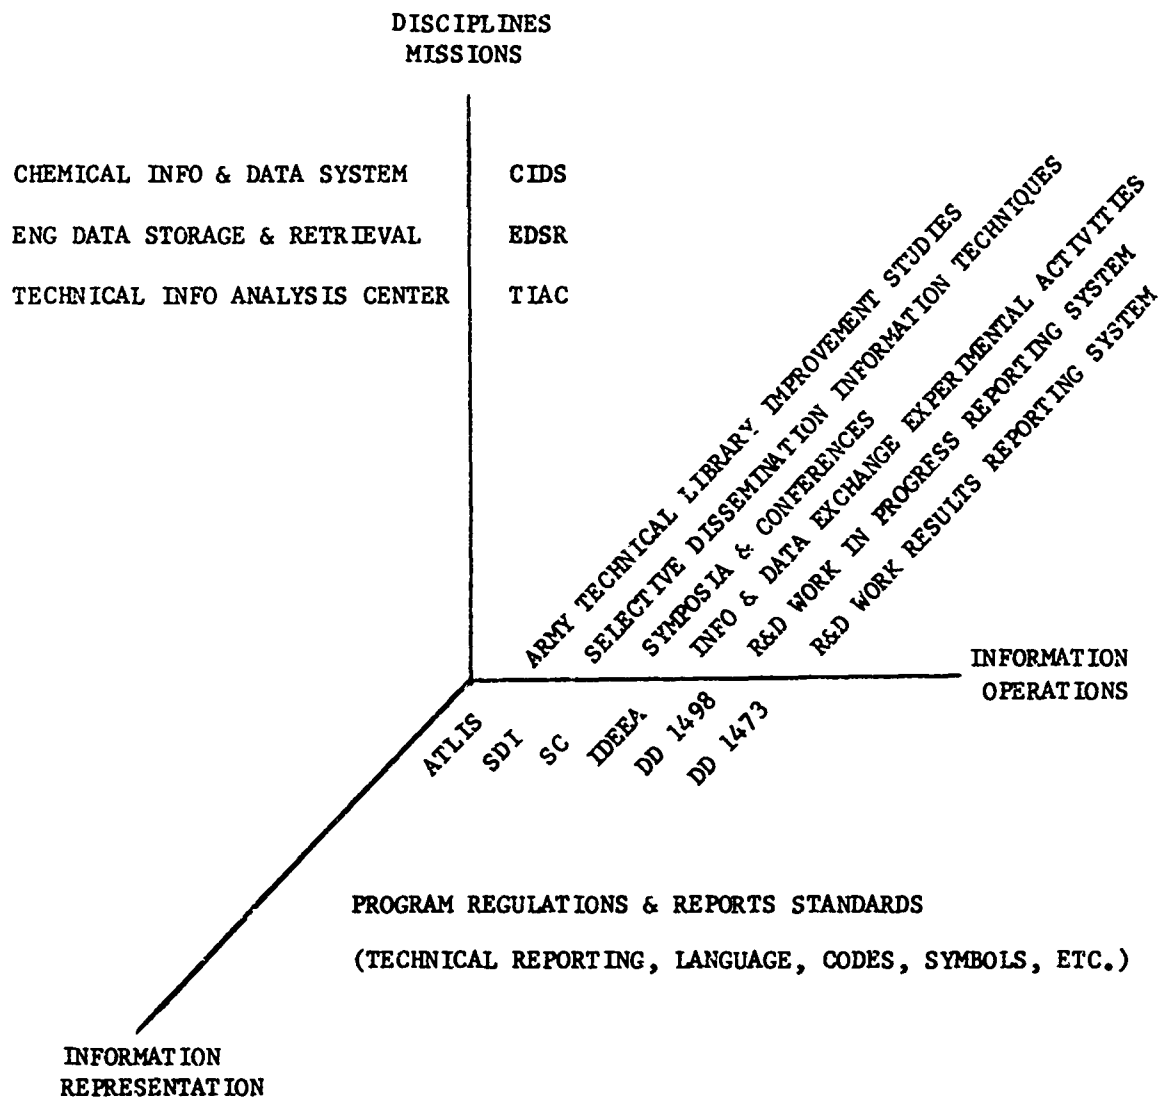 DISCIPLINES
MISSIONS
CHEMICAL INFO & DATA SYSTEM CIDS
ENG DATA STORAGE & RETRIEVAL EDSR
TECHNICAL INFO ANALYSIS CENTER TIAC
ARMY TECHNICAL LIBRARY IMPROVEMENT STUDIES
SELECTIVE DISSEMINATION INFORMATION TECHNIQUES
SYMPOSIA & CONFERENCES
INFO & DATA EXCHANGE EXPERIMENTAL ACTIVITIES
R&D WORK IN PROGRESS REPORTING SYSTEM
R&D WORK RESULTS REPORTING SYSTEM
INFORMATION
OPERATIONS
ATLIS
SDI
SC
IDEEA
DD 1498
DD 1473
PROGRAM REGULATIONS & REPORTS STANDARDS
(TECHNICAL REPORTING, LANGUAGE, CODES, SYMBOLS, ETC.)
INFORMATION
REPRESENTATION